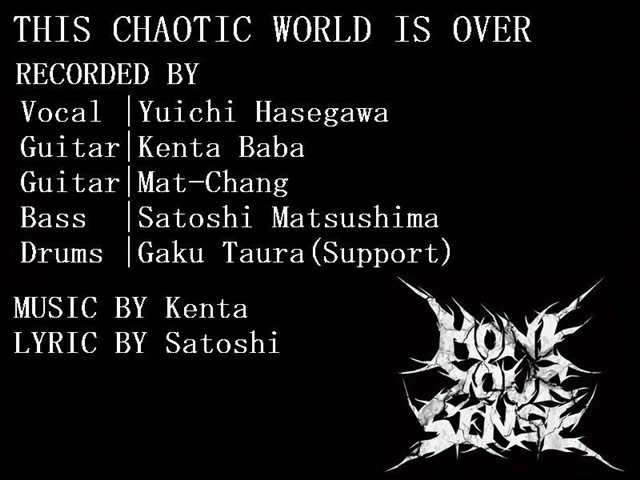 THIS CHAOTIC WORLD IS OVER
RECORDED BY
Vocal |Yuichi Hasegawa
Guitar|Kenta Baba
Guitar|Mat-Chang
Bass |Satoshi Matsushima
Drums |Gaku Taura(Support)
MUSIC BY Kenta
LYRIC BY Satoshi
HONE
YOUR
SENSE